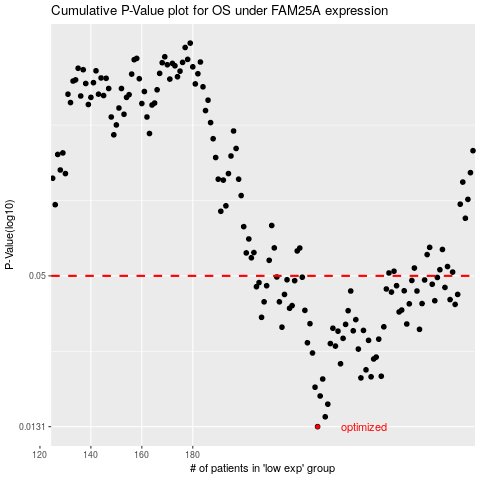 Cumulative P-Value plot for OS under FAM25A expression
P-Value(log10)
0.05
0.0131
optimized
120 140 160 180
# of patients in 'low exp' group